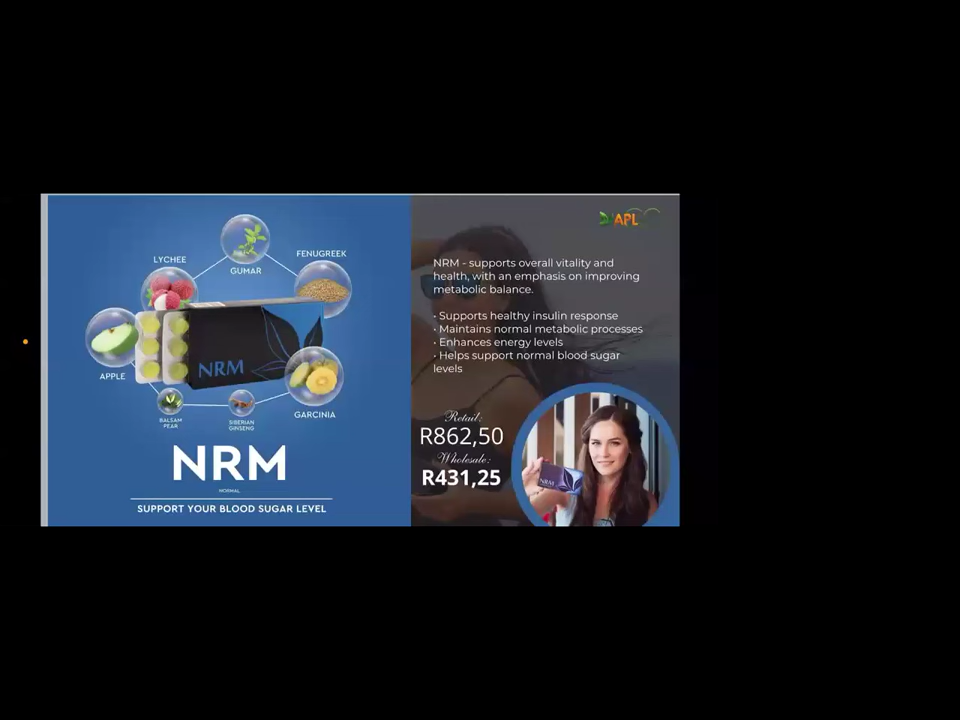 LYCHEE
GUMAR
FENUGREEK
APPLE
NRM
BALSAM
PEAR
SIBERIAN
GINSENG
GARCINIA
NRM
NORMAL
SUPPORT YOUR BLOOD SUGAR LEVEL
APL
NRM - supports overall vitality and
health, with an emphasis on improving
metabolic balance.
• Supports healthy insulin response
• Maintains normal metabolic processes
• Enhances energy levels
• Helps support normal blood sugar
levels
Retail:
R862,50
Wholesale:
R431,25
NRM